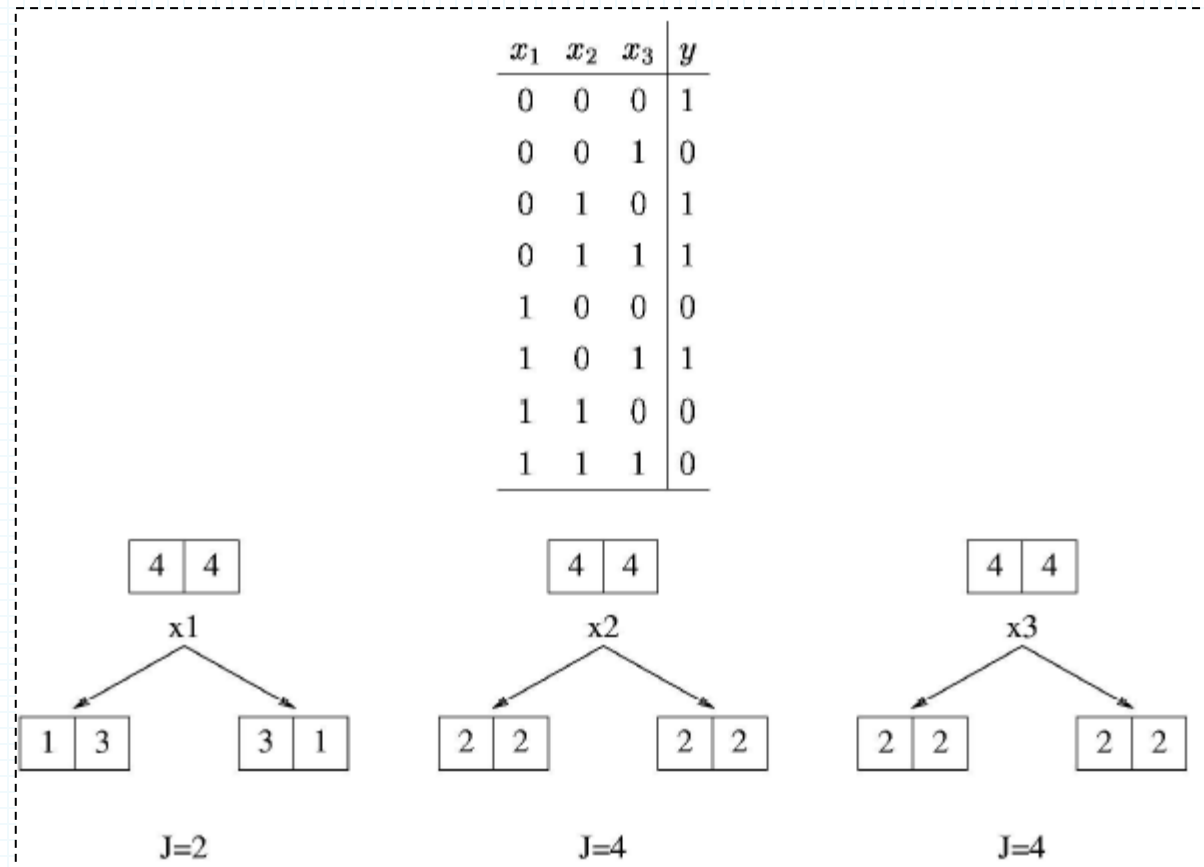 x₁ x₂ x₃ y
0 0 0 1
0 0 1 0
0 1 0 1
0 1 1 1
1 0 0 0
1 0 1 1
1 1 0 0
1 1 1 0
4 4 4 4 4 4
x1 x2 x3
1 3 3 1 2 2 2 2 2 2 2 2
J=2 J=4 J=4